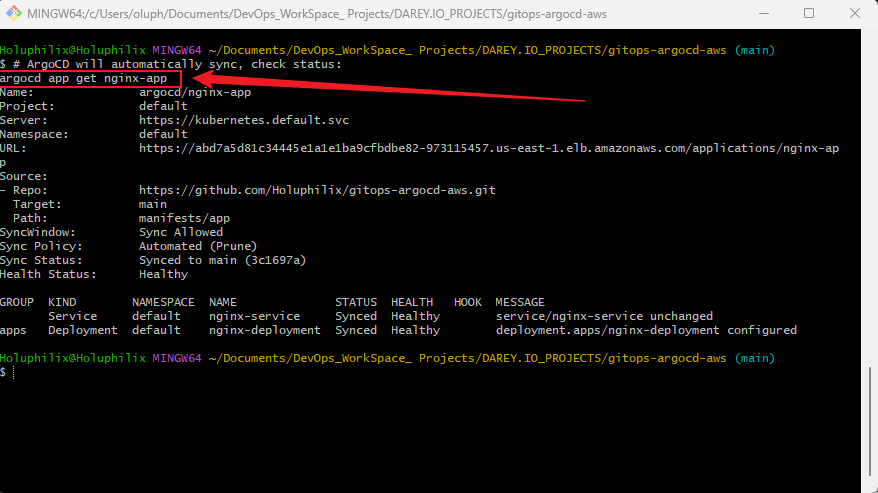 MINGW64:/c/Users/oluph/Documents/DevOps_WorkSpace_ Projects/DAREY.IO_PROJECTS/gitops-argocd-aws
Holuphilix@Holuphilix MINGW64 ~/Documents/DevOps_WorkSpace_ Projects/DAREY.IO_PROJECTS/gitops-argocd-aws (main)
$ # ArgoCD will automatically sync, check status:
argocd app get nginx-app
Name:               argocd/nginx-app
Project:            default
Server:             https://kubernetes.default.svc
Namespace:          default
URL:                https://abd7a5d81c34445e1a1e1ba9cfbdbe82-973115457.us-east-1.elb.amazonaws.com/applications/nginx-ap
p
Source:
- Repo:             https://github.com/Holuphilix/gitops-argocd-aws.git
  Target:           main
  Path:             manifests/app
SyncWindow:         Sync Allowed
Sync Policy:        Automated (Prune)
Sync Status:        Synced to main (3c1697a)
Health Status:      Healthy
GROUP  KIND        NAMESPACE  NAME              STATUS  HEALTH   HOOK  MESSAGE
       Service     default    nginx-service     Synced  Healthy        service/nginx-service unchanged
apps   Deployment  default    nginx-deployment  Synced  Healthy        deployment.apps/nginx-deployment configured
Holuphilix@Holuphilix MINGW64 ~/Documents/DevOps_WorkSpace_ Projects/DAREY.IO_PROJECTS/gitops-argocd-aws (main)
$